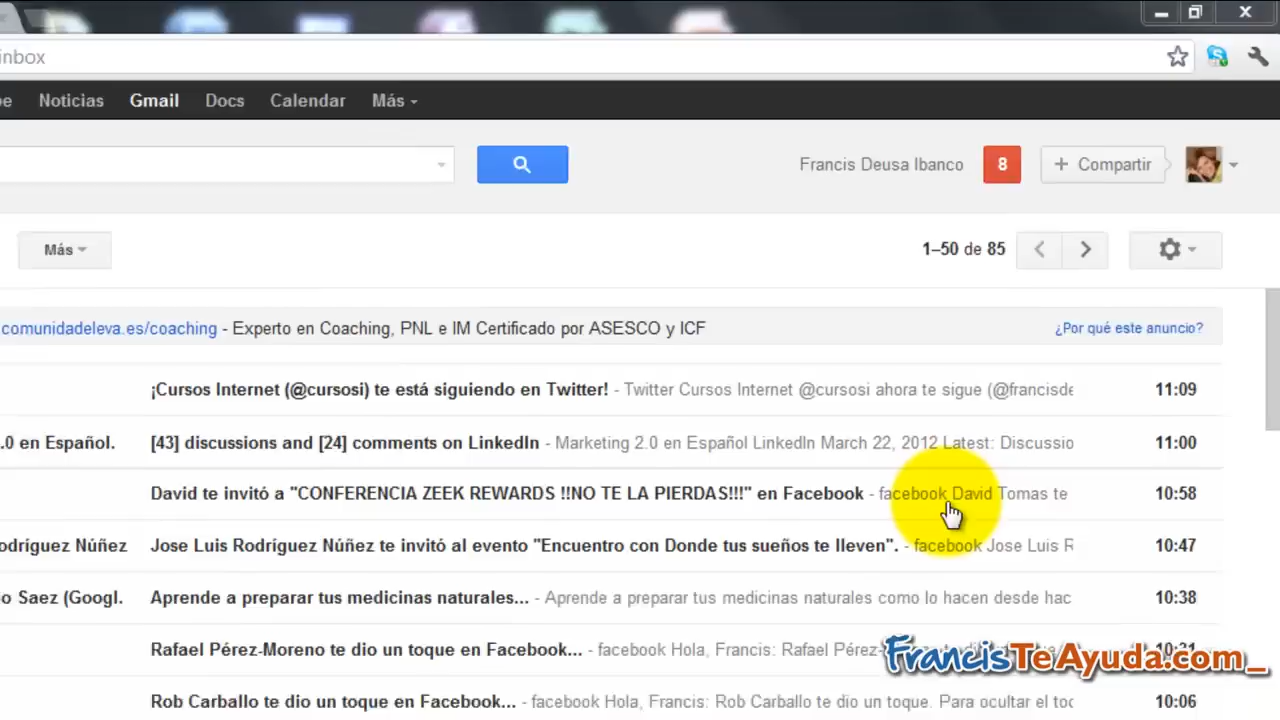 inbox
Noticias Gmail Docs Calendar Más
Francis Deusa Ibanco 8 + Compartir
Más 1–50 de 85
comunidadeleva.es/coaching - Experto en Coaching, PNL e IM Certificado por ASESCO y ICF ¿Por qué este anuncio?
¡Cursos Internet (@cursosi) te está siguiendo en Twitter! - Twitter Cursos Internet @cursosi ahora te sigue (@francisde 11:09
.0 en Español. [43] discussions and [24] comments on LinkedIn - Marketing 2.0 en Español LinkedIn March 22, 2012 Latest: Discussio 11:00
David te invitó a "CONFERENCIA ZEEK REWARDS !!NO TE LA PIERDAS!!!" en Facebook - facebook David Tomas te 10:58
odríguez Núñez Jose Luis Rodríguez Núñez te invitó al evento "Encuentro con Donde tus sueños te lleven". - facebook Jose Luis R 10:47
o Saez (Googl. Aprende a preparar tus medicinas naturales... - Aprende a preparar tus medicinas naturales como lo hacen desde hac 10:38
Rafael Pérez-Moreno te dio un toque en Facebook... - facebook Hola, Francis: Rafael Pérez-
FrancisTeAyuda.com_
Rob Carballo te dio un toque en Facebook... - facebook Hola, Francis: Rob Carballo te dio un toque. Para ocultar el toc 10:06